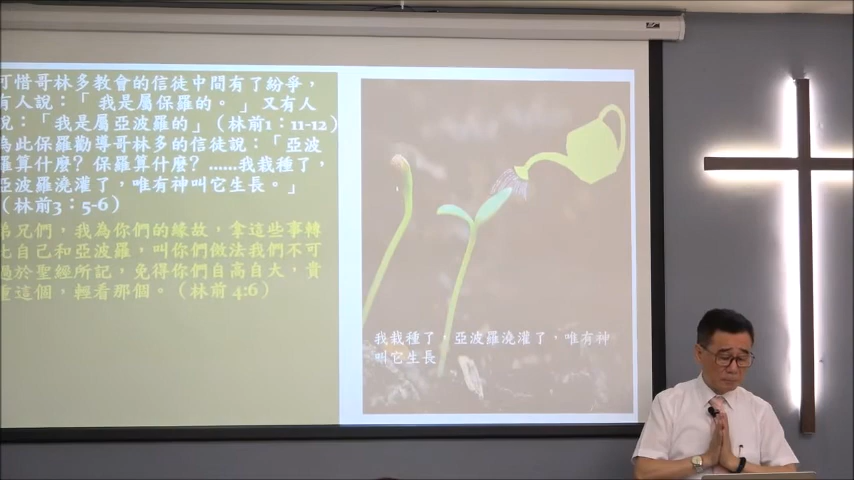 可惜哥林多教會的信徒中間有了紛爭，
有人說：「我是屬保羅的。」又有人
說：「我是屬亞波羅的」（林前1：11-12）
為此保羅勸導哥林多的信徒說：「亞波
羅算什麼？保羅算什麼？......我栽種了，
亞波羅澆灌了，唯有神叫它生長。」
（林前3：5-6）
弟兄們，我為你們的緣故，拿這些事轉
比自己和亞波羅，叫你們傚法我們不可
過於聖經所記，免得你們自高自大，貴
重這個，輕看那個。（林前 4:6）
我栽種了，亞波羅澆灌了，唯有神
叫它生長